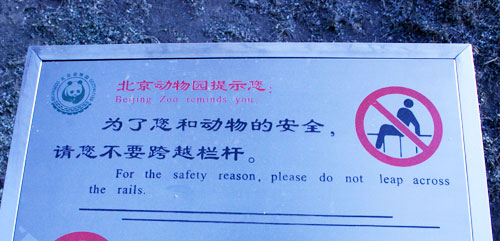 北京动物园提示您：
Beijing Zoo reminds you:
为了您和动物的安全，
请您不要跨越栏杆。
For the safety reason, please do not leap across
the rails.